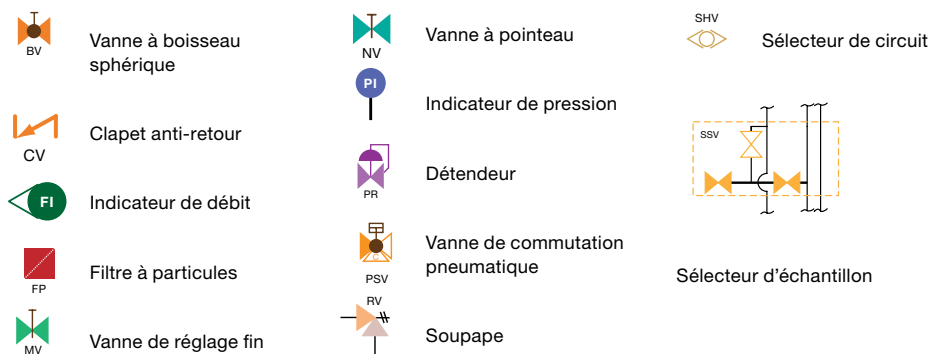 BV
Vanne à boisseau
sphérique
CV
Clapet anti-retour
FI
Indicateur de débit
FP
Filtre à particules
MV
Vanne de réglage fin
NV
Vanne à pointeau
PI
Indicateur de pression
PR
Détendeur
C
PSV
Vanne de commutation
pneumatique
RV
Soupape
SHV
Sélecteur de circuit
SSV
Sélecteur d’échantillon